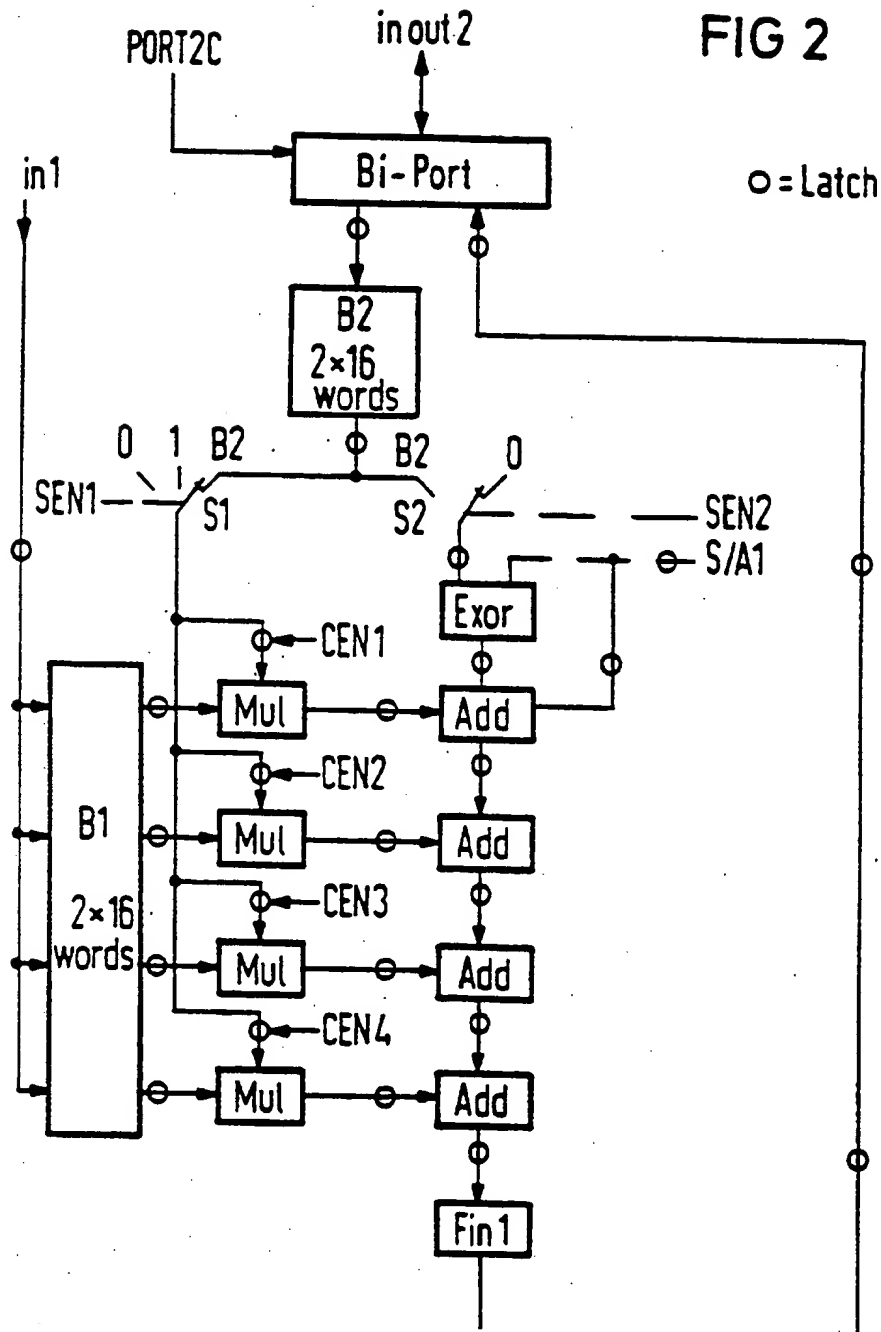 FIG 2
PORT2C
in out 2
in1
Bi-Port
O = Latch
B2
2×16
words
0 1 B2
B2 0
SEN1
S1
S2
SEN2
S/A1
Exor
CEN1
Mul
Add
CEN2
B1
Mul
Add
CEN3
2×16
words
Mul
Add
CEN4
Mul
Add
Fin1